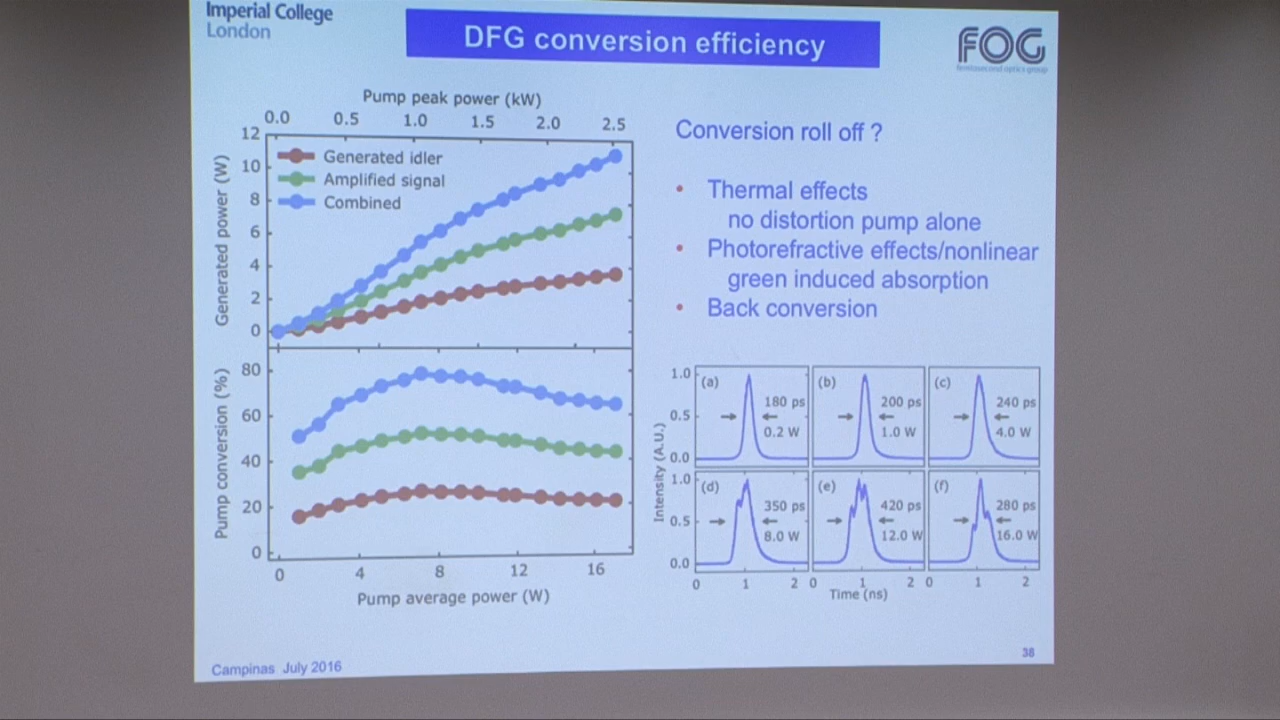 Imperial College
London
DFG conversion efficiency
FOG
femtosecond optics group
Pump peak power (kW)
0.0 0.5 1.0 1.5 2.0 2.5
Generated power (W)
12
10
8
6
4
2
0
Generated idler
Amplified signal
Combined
Pump conversion (%)
80
60
40
20
0
0 4 8 12 16
Pump average power (W)
Conversion roll off ?
• Thermal effects
no distortion pump alone
• Photorefractive effects/nonlinear
green induced absorption
• Back conversion
Intensity (A.U.)
1.0
0.5
0.0
(a)
180 ps
0.2 W
(b)
200 ps
1.0 W
(c)
240 ps
4.0 W
1.0
0.5
0.0
(d)
350 ps
8.0 W
(e)
420 ps
12.0 W
(f)
280 ps
16.0 W
0 1 2 0 1 2 0 1 2
Time (ns)
Campinas July 2016
38